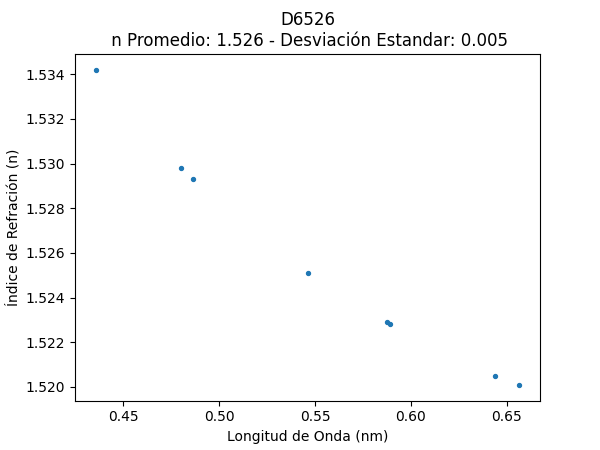 D6526
n Promedio: 1.526 - Desviación Estandar: 0.005
1.534
1.532
1.530
1.528
1.526
1.524
1.522
1.520
Índice de Refración (n)
0.45 0.50 0.55 0.60 0.65
Longitud de Onda (nm)